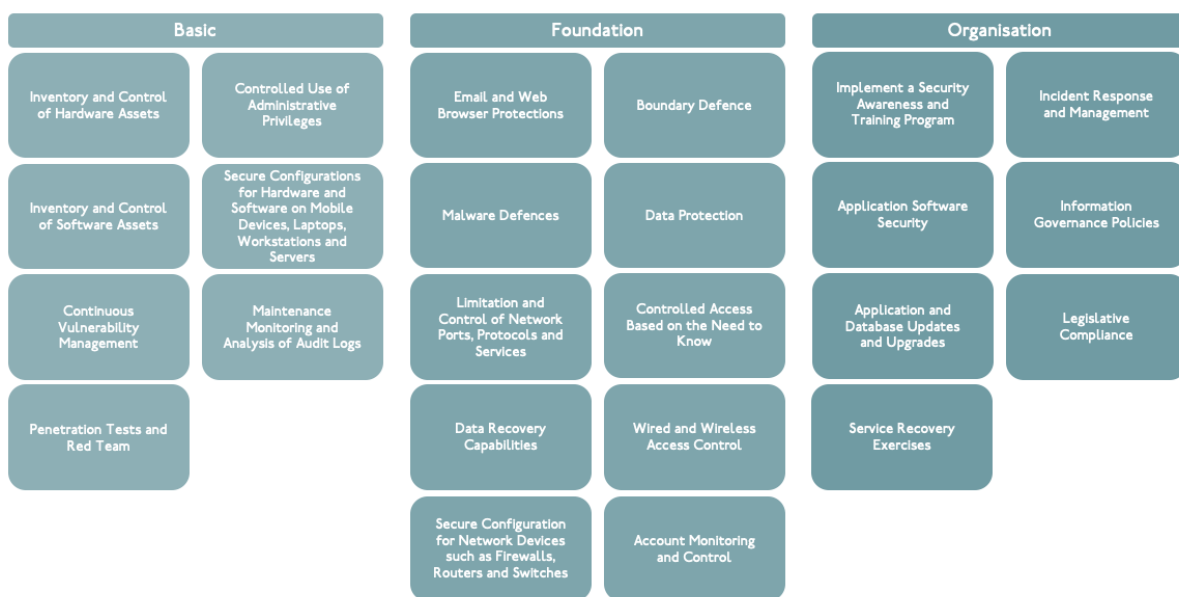 Basic
Inventory and Control
of Hardware Assets
Controlled Use of
Administrative
Privileges
Inventory and Control
of Software Assets
Secure Configurations
for Hardware and
Software on Mobile
Devices, Laptops,
Workstations and
Servers
Continuous
Vulnerability
Management
Maintenance
Monitoring and
Analysis of Audit Logs
Penetration Tests and
Red Team
Foundation
Email and Web
Browser Protections
Boundary Defence
Malware Defences
Data Protection
Limitation and
Control of Network
Ports, Protocols and
Services
Controlled Access
Based on the Need to
Know
Data Recovery
Capabilities
Wired and Wireless
Access Control
Secure Configuration
for Network Devices
such as Firewalls,
Routers and Switches
Account Monitoring
and Control
Organisation
Implement a Security
Awareness and
Training Program
Incident Response
and Management
Application Software
Security
Information
Governance Policies
Application and
Database Updates
and Upgrades
Legislative
Compliance
Service Recovery
Exercises